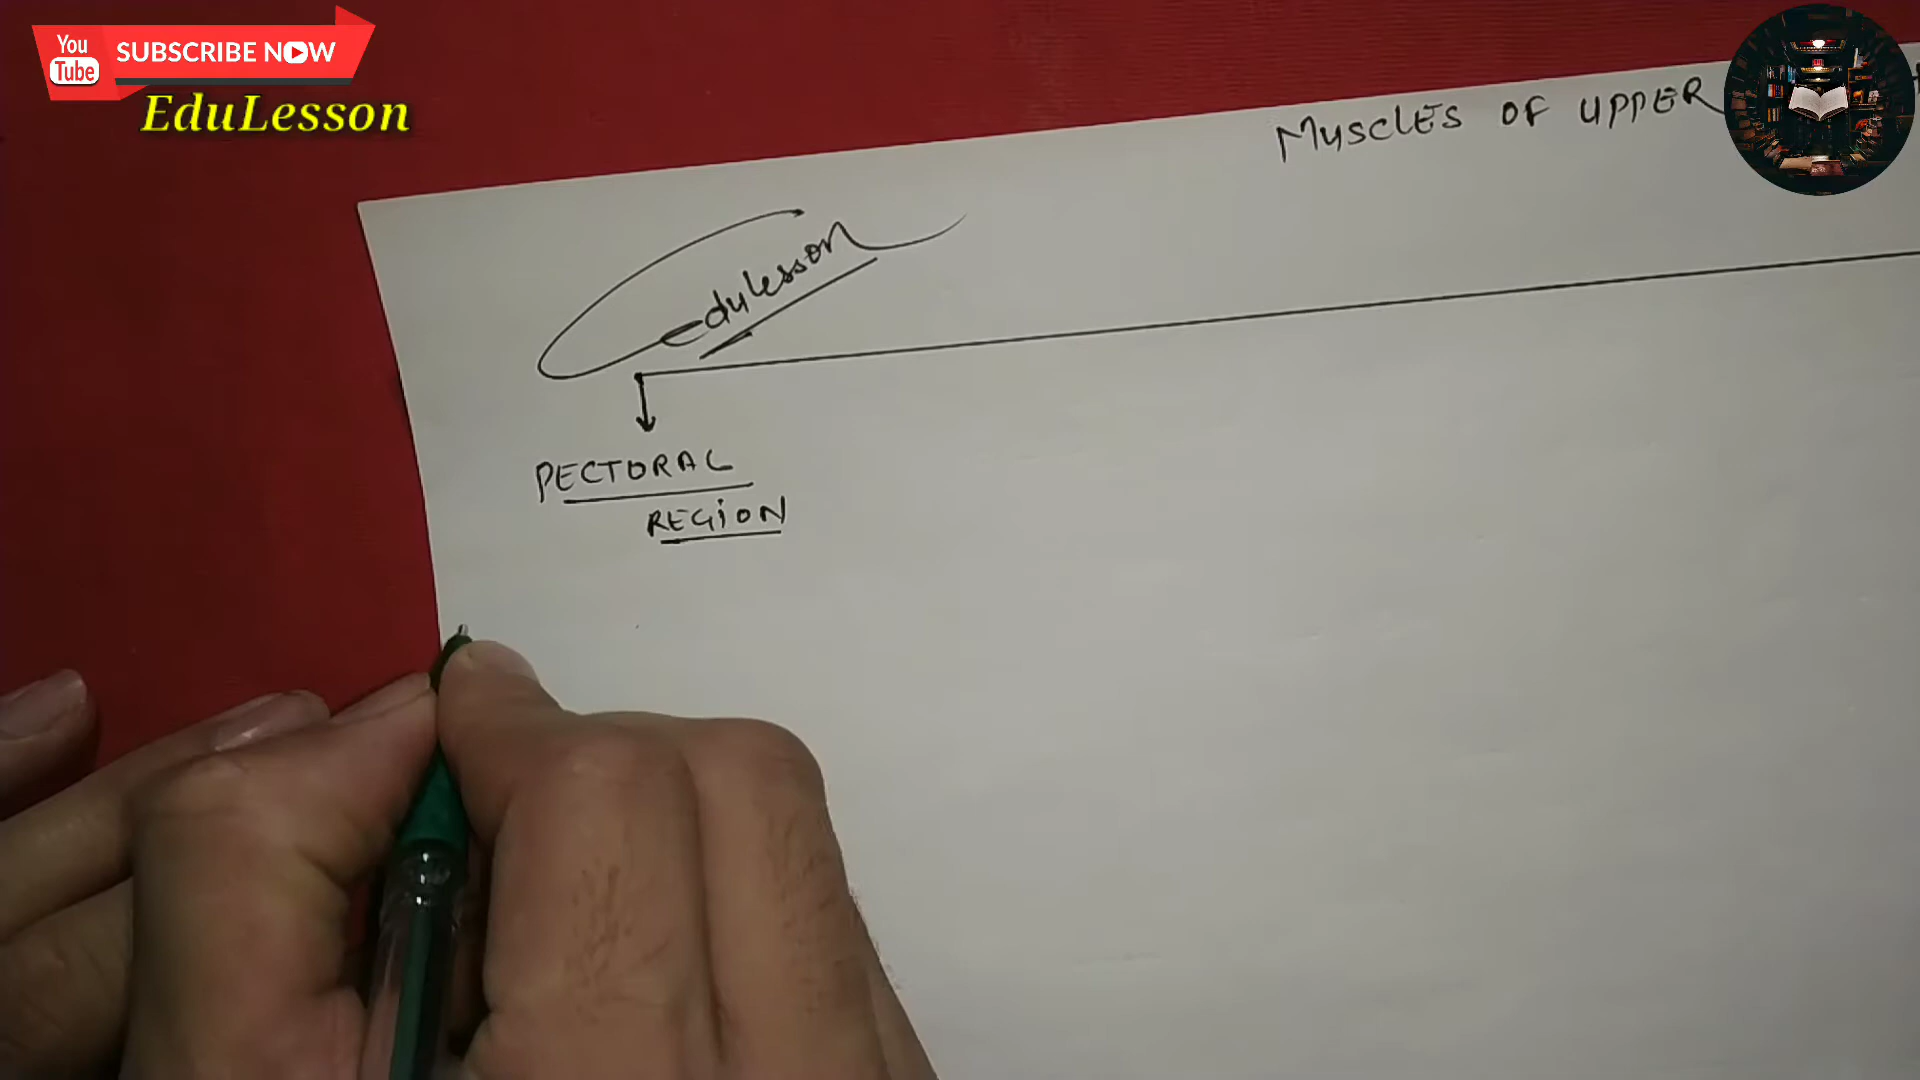 You
Tube
SUBSCRIBE NOW
EduLesson
MUSCLES OF UPPER
Edulesson
PECTORAL
REGION